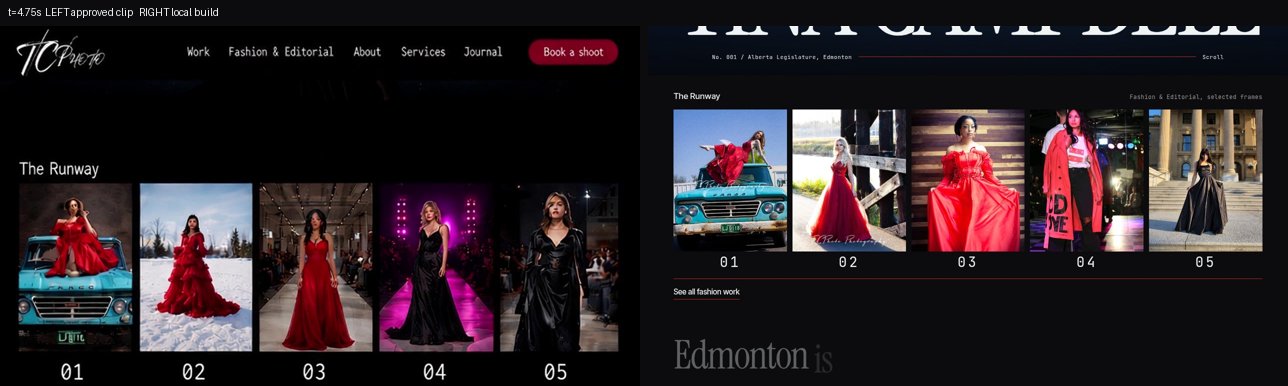 t=4.75s LEFT approved clip RIGHT local build
TCPhoto
Work Fashion & Editorial About Services Journal Book a shoot
The Runway
01 02 03 04 05
No. 001 / Alberta Legislature, Edmonton Scroll
The Runway Fashion & Editorial, selected frames
01 02 03 04 05
See all fashion work
Edmonton is